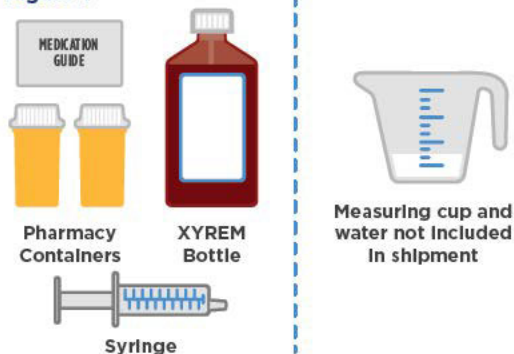 MEDICATION
GUIDE
Pharmacy
Containers
XYREM
Bottle
Syringe
Measuring cup and
water not included
in shipment